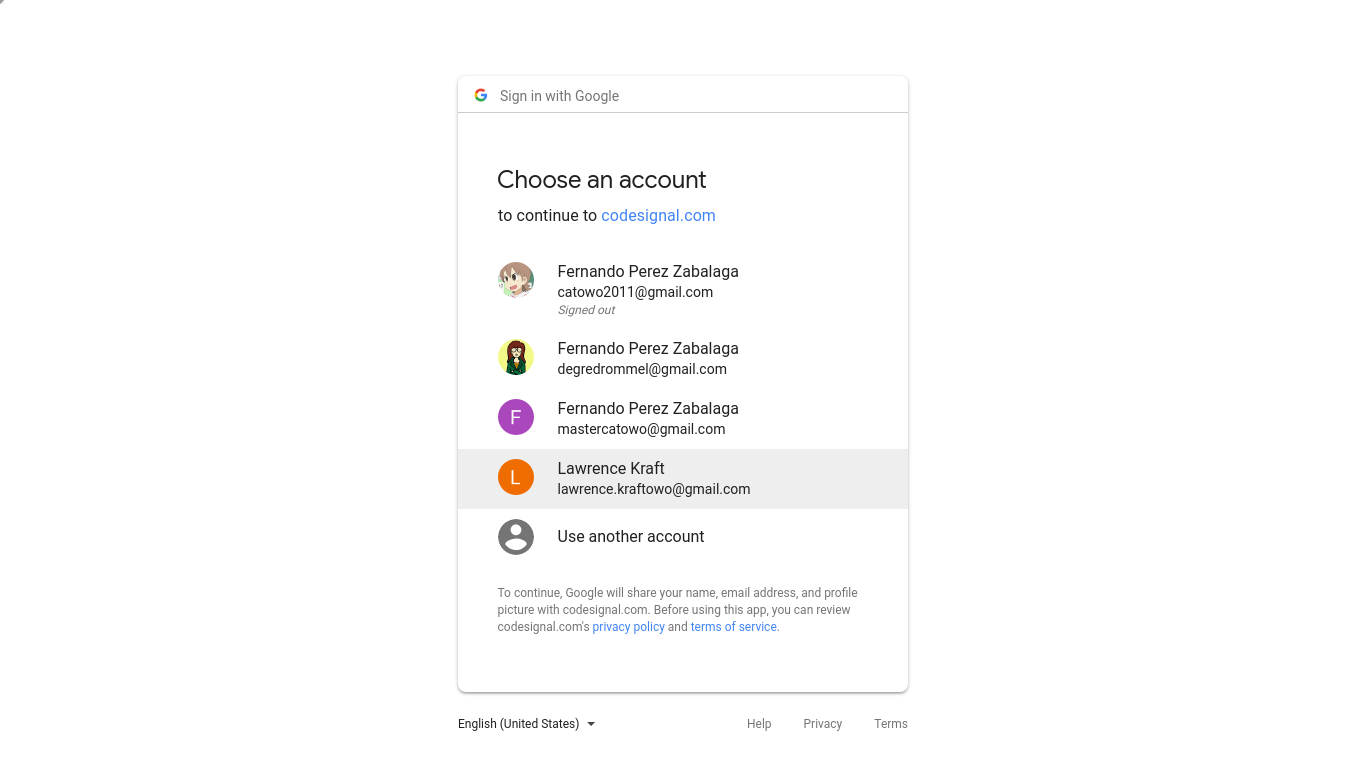 Sign in with Google
Choose an account
to continue to codesignal.com
Fernando Perez Zabalaga
catowo2011@gmail.com
Signed out
Fernando Perez Zabalaga
degredrommel@gmail.com
F
Fernando Perez Zabalaga
mastercatowo@gmail.com
L
Lawrence Kraft
lawrence.kraftowo@gmail.com
Use another account
To continue, Google will share your name, email address, and profile
picture with codesignal.com. Before using this app, you can review
codesignal.com's privacy policy and terms of service.
English (United States)
Help
Privacy
Terms